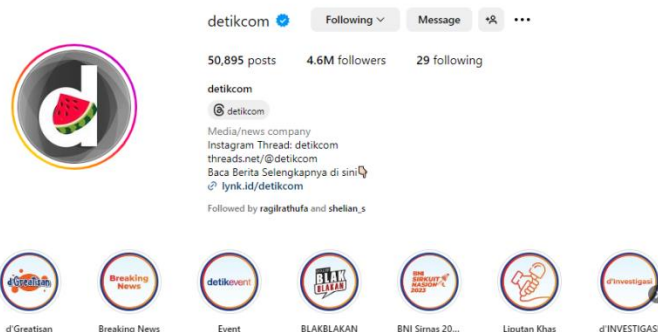 detikcom Following Message
50,895 posts 4.6M followers 29 following
d
detikcom
detikcom
Media/news company
Instagram Thread: detikcom
threads.net/@detikcom
Baca Berita Selengkapnya di sini👇🏻
lynk.id/detikcom
Followed by ragilrathufa and shelian_s
d'Greatisan
Breaking
News
detikevent
BLAK
BLAKAN
BNI
SIRKUIT
NASIONAL
2023
d'Investigasi
d'Greatisan Breaking News Event BLAKBLAKAN BNI Sirnas 20... Liputan Khas d'INVESTIGAS